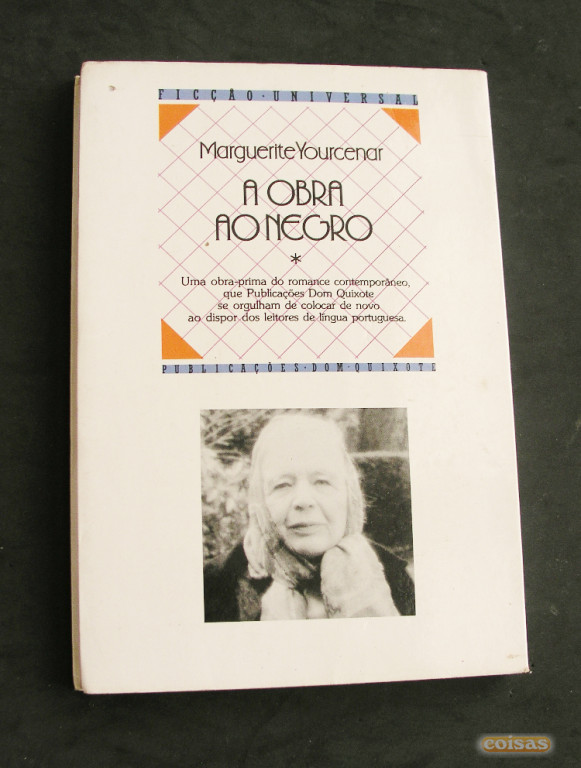 FICÇÃO·UNIVERSAL
Marguerite Yourcenar
A OBRA
AO NEGRO
*
Uma obra-prima do romance contemporâneo,
que Publicações Dom Quixote
se orgulham de colocar de novo
ao dispor dos leitores de língua portuguesa.
PUBLICAÇÕES·DOM·QUIXOTE
coisas